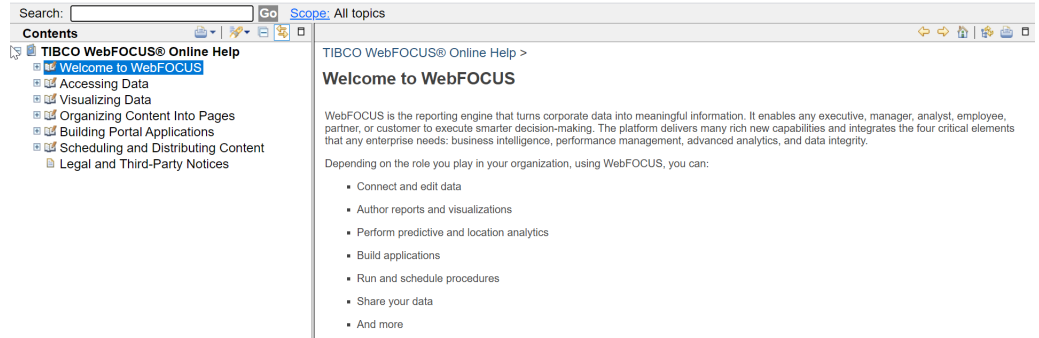 Search: Go Scope: All topics
Contents
TIBCO WebFOCUS® Online Help
Welcome to WebFOCUS
Accessing Data
Visualizing Data
Organizing Content Into Pages
Building Portal Applications
Scheduling and Distributing Content
Legal and Third-Party Notices
TIBCO WebFOCUS® Online Help >
Welcome to WebFOCUS
WebFOCUS is the reporting engine that turns corporate data into meaningful information. It enables any executive, manager, analyst, employee,
partner, or customer to execute smarter decision-making. The platform delivers many rich new capabilities and integrates the four critical elements
that any enterprise needs: business intelligence, performance management, advanced analytics, and data integrity.
Depending on the role you play in your organization, using WebFOCUS, you can:
▪ Connect and edit data
▪ Author reports and visualizations
▪ Perform predictive and location analytics
▪ Build applications
▪ Run and schedule procedures
▪ Share your data
▪ And more